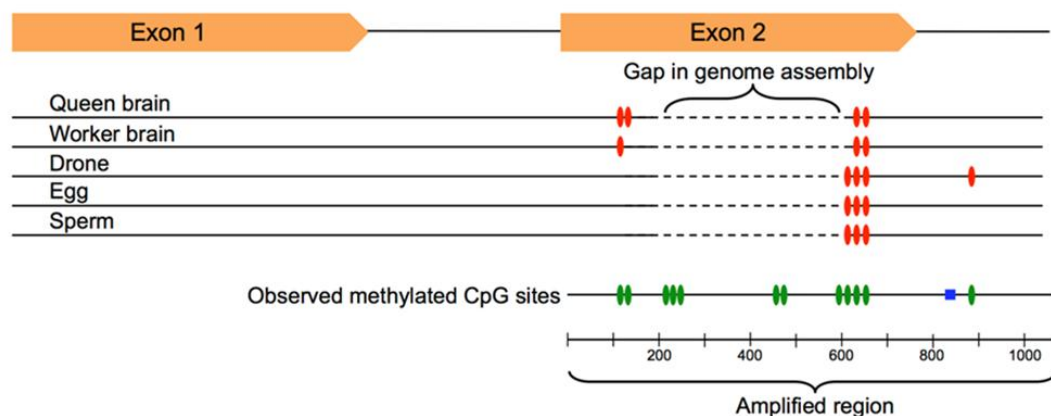 Exon 1
Exon 2
Gap in genome assembly
Queen brain
Worker brain
Drone
Egg
Sperm
Observed methylated CpG sites
200 400 600 800 1000
Amplified region